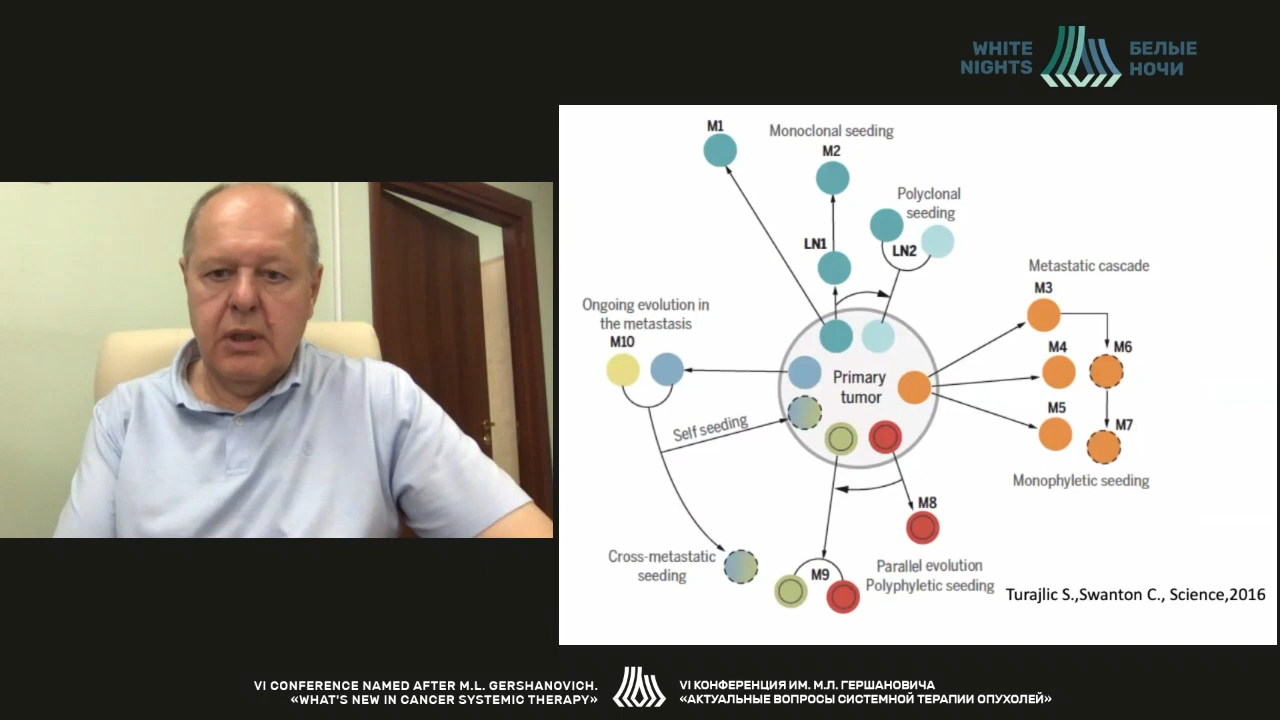 WHITE
NIGHTS
БЕЛЫЕ
НОЧИ
M1
Monoclonal seeding
M2
Polyclonal
seeding
LN1
LN2
Metastatic cascade
M3
Ongoing evolution in
the metastasis
M10
M4
M6
Primary
tumor
M5
M7
Self seeding
Monophyletic seeding
M8
Cross-metastatic
seeding
M9
Parallel evolution
Polyphyletic seeding
Turajlic S.,Swanton C., Science,2016
VI CONFERENCE NAMED AFTER M.L. GERSHANOVICH.
«WHAT'S NEW IN CANCER SYSTEMIC THERAPY»
VI КОНФЕРЕНЦИЯ ИМ. М.Л. ГЕРШАНОВИЧА
«АКТУАЛЬНЫЕ ВОПРОСЫ СИСТЕМНОЙ ТЕРАПИИ ОПУХОЛЕЙ»